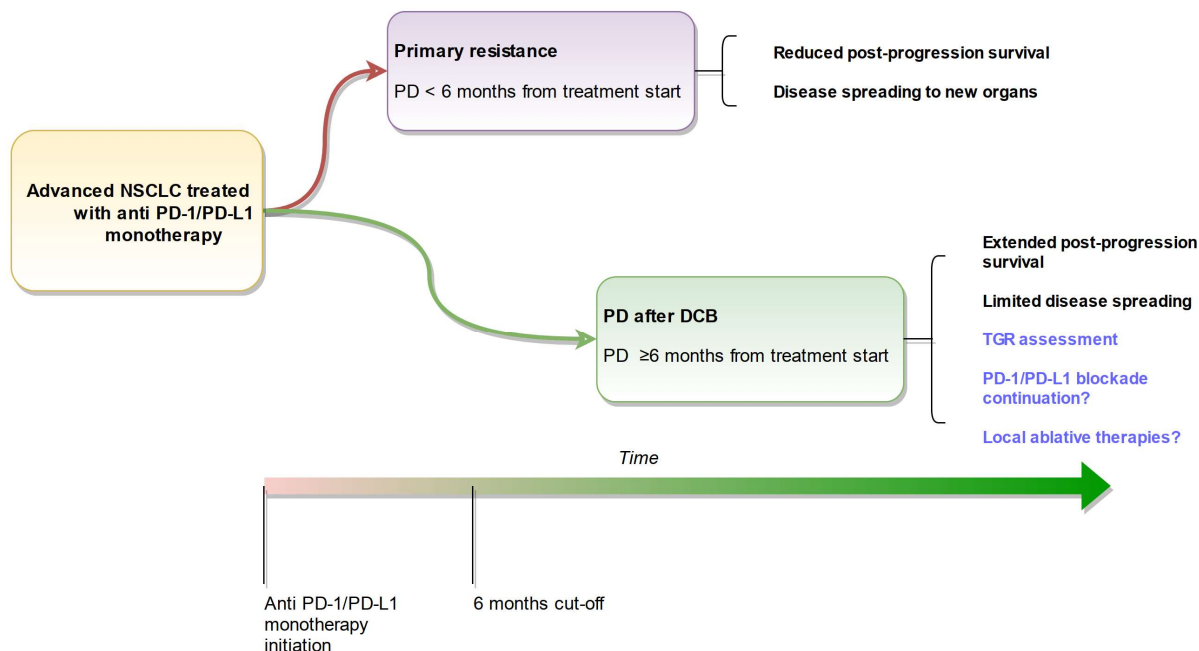 Primary resistance
PD < 6 months from treatment start
Reduced post-progression survival
Disease spreading to new organs
Advanced NSCLC treated
with anti PD-1/PD-L1
monotherapy
PD after DCB
PD ≥6 months from treatment start
Extended post-progression
survival
Limited disease spreading
TGR assessment
PD-1/PD-L1 blockade
continuation?
Local ablative therapies?
Time
Anti PD-1/PD-L1
monotherapy
initiation
6 months cut-off